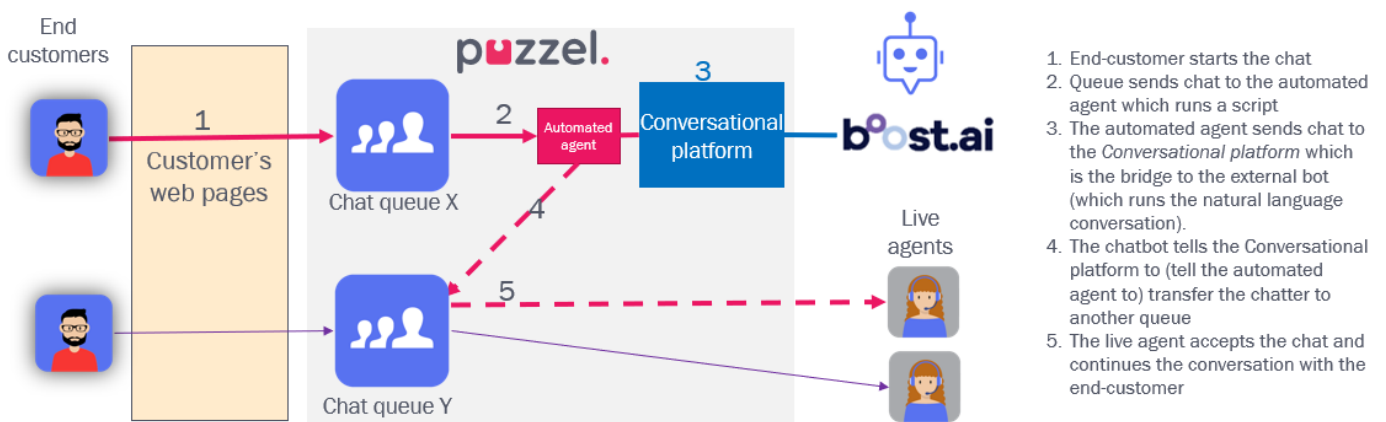 End
customers
puzzel.
3
1
2
Automated
agent
Conversational
platform
boost.ai
Customer's
web pages
Chat queue X
4
Live
agents
5
Chat queue Y
1. End-customer starts the chat
2. Queue sends chat to the automated
agent which runs a script
3. The automated agent sends chat to
the Conversational platform which
is the bridge to the external bot
(which runs the natural language
conversation).
4. The chatbot tells the Conversational
platform to (tell the automated
agent to) transfer the chatter to
another queue
5. The live agent accepts the chat and
continues the conversation with the
end-customer